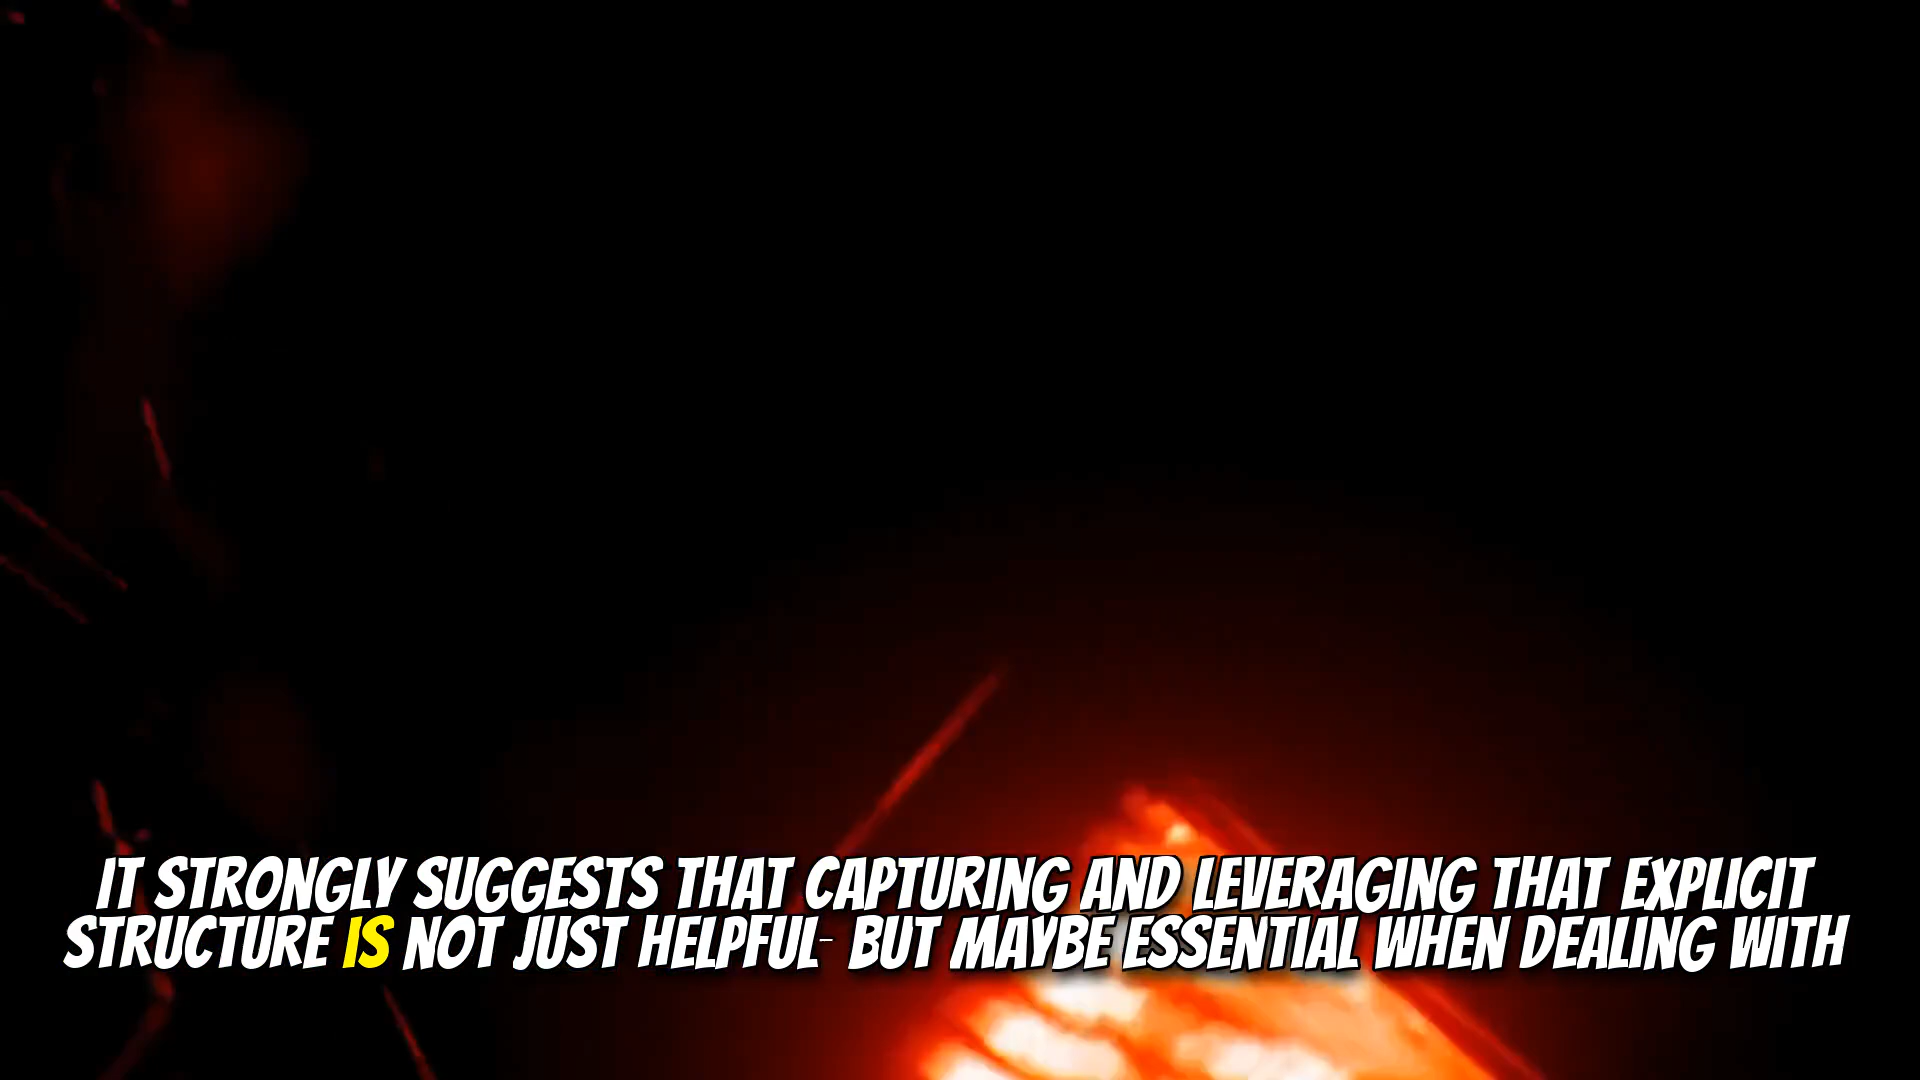 IT STRONGLY SUGGESTS THAT CAPTURING AND LEVERAGING THAT EXPLICIT
STRUCTURE IS NOT JUST HELPFUL- BUT MAYBE ESSENTIAL WHEN DEALING WITH